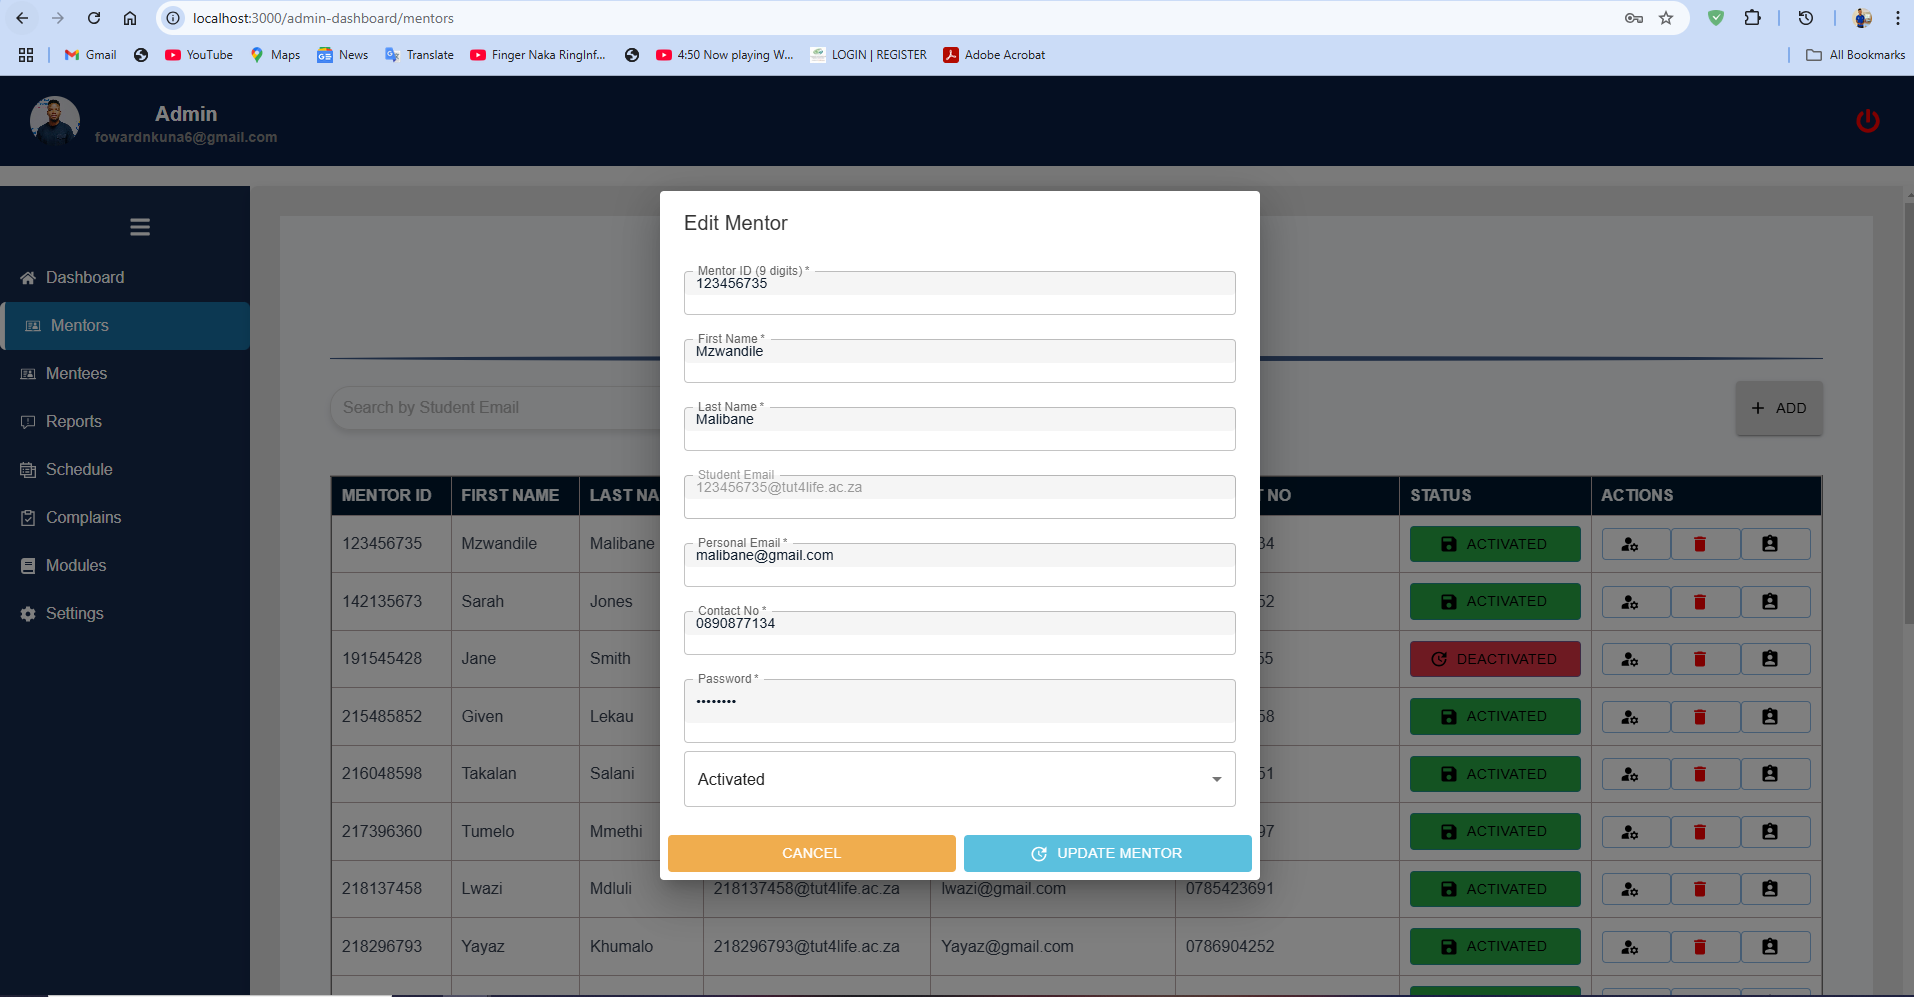 localhost:3000/admin-dashboard/mentors
Gmail
YouTube
Maps
News
Translate
Finger Naka RingInf...
4:50 Now playing W...
LOGIN | REGISTER
Adobe Acrobat
All Bookmarks
Admin
fowardnkuna6@gmail.com
Dashboard
Mentors
Mentees
Reports
Schedule
Complains
Modules
Settings
Search by Student Email
+ ADD
Edit Mentor
Mentor ID (9 digits) *
123456735
First Name *
Mzwandile
Last Name *
Malibane
Student Email
123456735@tut4life.ac.za
Personal Email *
malibane@gmail.com
Contact No *
0890877134
Password *
••••••••
Activated
CANCEL
UPDATE MENTOR
MENTOR ID FIRST NAME LAST NA T NO STATUS ACTIONS
123456735 Mzwandile Malibane 34 ACTIVATED
142135673 Sarah Jones 52 ACTIVATED
191545428 Jane Smith 55 DEACTIVATED
215485852 Given Lekau 58 ACTIVATED
216048598 Takalan Salani 51 ACTIVATED
217396360 Tumelo Mmethi 97 ACTIVATED
218137458 Lwazi Mdluli 218137458@tut4life.ac.za lwazi@gmail.com 0785423691 ACTIVATED
218296793 Yayaz Khumalo 218296793@tut4life.ac.za Yayaz@gmail.com 0786904252 ACTIVATED